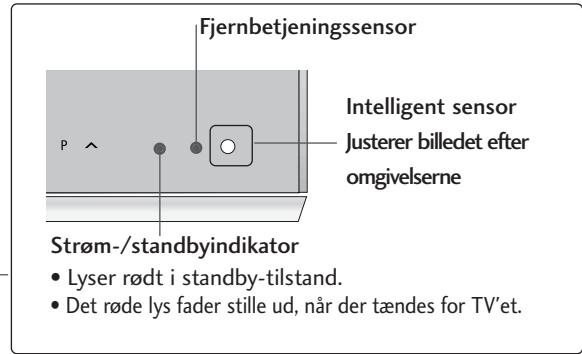 Fjernbetjeningssensor
Intelligent sensor
Justerer billedet efter
omgivelserne
P
Strøm-/standbyindikator
• Lyser rødt i standby-tilstand.
• Det røde lys fader stille ud, når der tændes for TV'et.